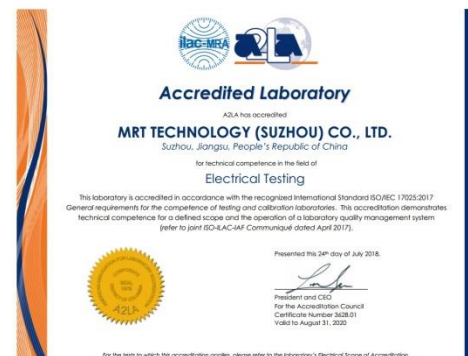 ilac-MRA
A2LA
Accredited Laboratory
A2LA has accredited
MRT TECHNOLOGY (SUZHOU) CO., LTD.
Suzhou, Jiangsu, People's Republic of China
for technical competence in the field of
Electrical Testing
This laboratory is accredited in accordance with the recognized International Standard ISO/IEC 17025:2017
General requirements for the competence of testing and calibration laboratories. This accreditation demonstrates
technical competence for a defined scope and the operation of a laboratory quality management system
(refer to joint ISO-ILAC-IAF Communiqué dated April 2017).
Presented this 24th day of July 2018.
President and CEO
For the Accreditation Council
Certificate Number 3628.01
Valid to August 31, 2020
CORPORATE
SEAL
1978
A2LA
For the tests to which this accreditation applies, please refer to the laboratory's Electrical Scope of Accreditation.